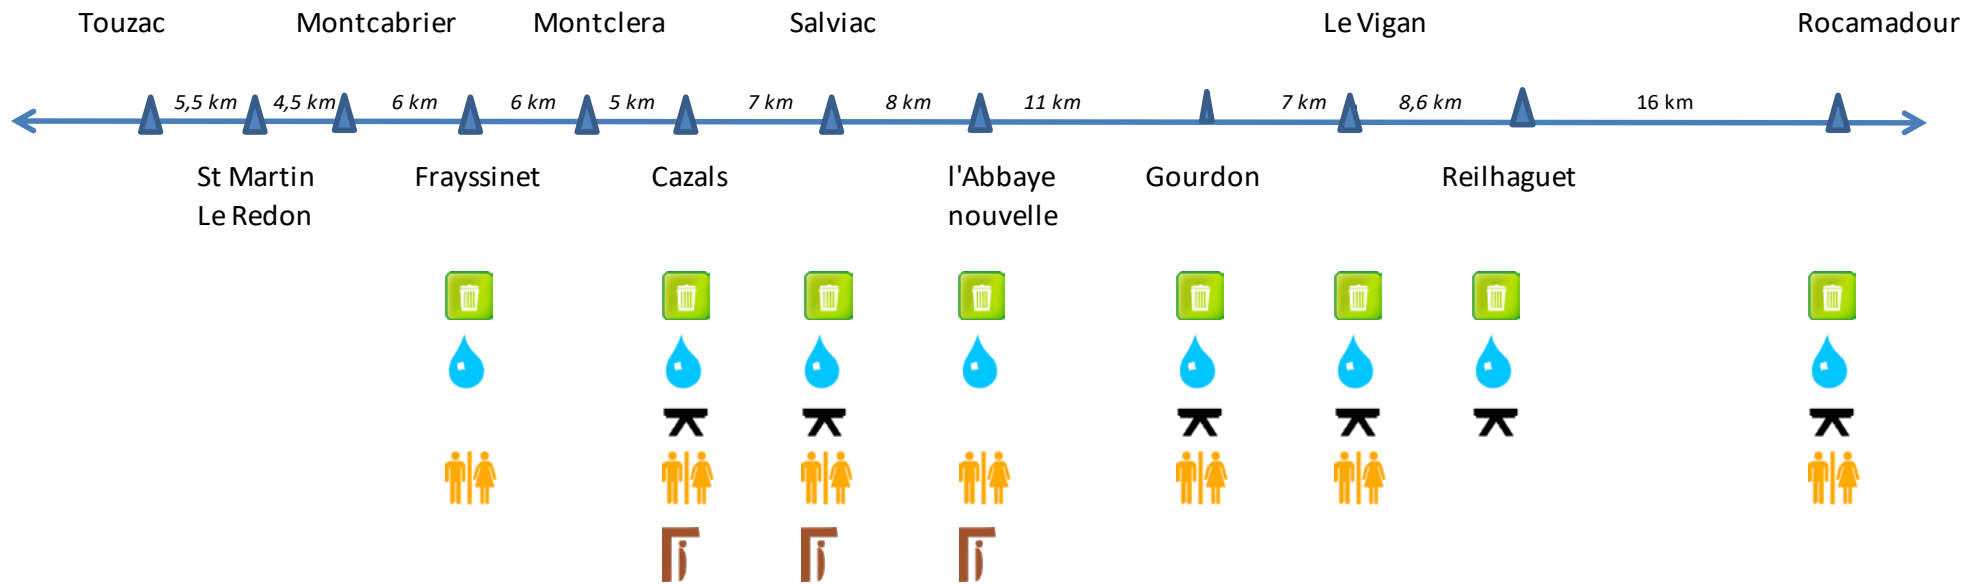 Touzac Montcabrier Montclera Salviac Le Vigan Rocamadour
5,5 km 4,5 km 6 km 6 km 5 km 7 km 8 km 11 km 7 km 8,6 km 16 km
St Martin Frayssinet Cazals l'Abbaye Gourdon Reilhaguet
Le Redon nouvelle